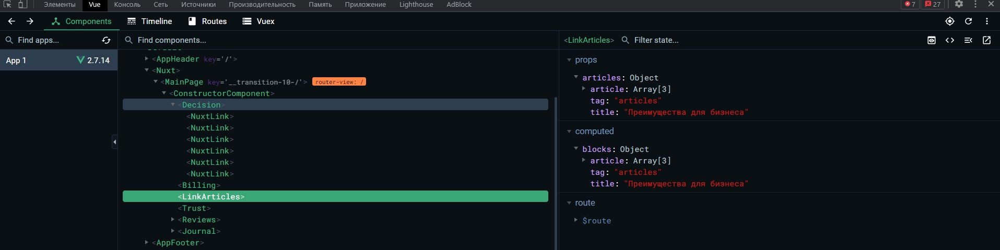 Элементы Vue Консоль Сеть Источники Производительность Память Приложение Lighthouse AdBlock 7 27
Components Timeline Routes Vuex
Find apps...
App 1 2.7.14
Find components...
Default
<AppHeader key='/'>
<Nuxt>
<MainPage key='__transition-10-/'> router-view: /
<ConstructorComponent>
<Decision>
<NuxtLink>
<NuxtLink>
<NuxtLink>
<NuxtLink>
<NuxtLink>
<NuxtLink>
<Billing>
<LinkArticles>
<Trust>
<Reviews>
<Journal>
<AppFooter>
<LinkArticles> Filter state...
props
articles: Object
article: Array[3]
tag: "articles"
title: "Преимущества для бизнеса"
computed
blocks: Object
article: Array[3]
tag: "articles"
title: "Преимущества для бизнеса"
route
$route